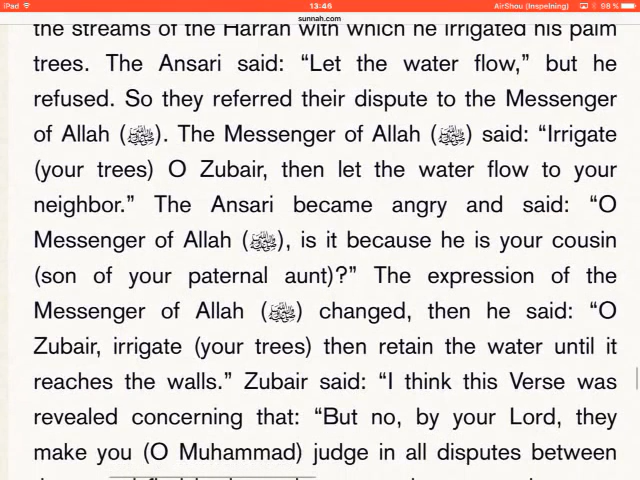 iPad 13:46 AirShou (Inspelning) 98 %
sunnah.com
the streams of the Harrah with which he irrigated his palm
trees. The Ansari said: “Let the water flow,” but he
refused. So they referred their dispute to the Messenger
of Allah (ﷺ). The Messenger of Allah (ﷺ) said: “Irrigate
(your trees) O Zubair, then let the water flow to your
neighbor.” The Ansari became angry and said: “O
Messenger of Allah (ﷺ), is it because he is your cousin
(son of your paternal aunt)?” The expression of the
Messenger of Allah (ﷺ) changed, then he said: “O
Zubair, irrigate (your trees) then retain the water until it
reaches the walls.” Zubair said: “I think this Verse was
revealed concerning that: “But no, by your Lord, they
make you (O Muhammad) judge in all disputes between